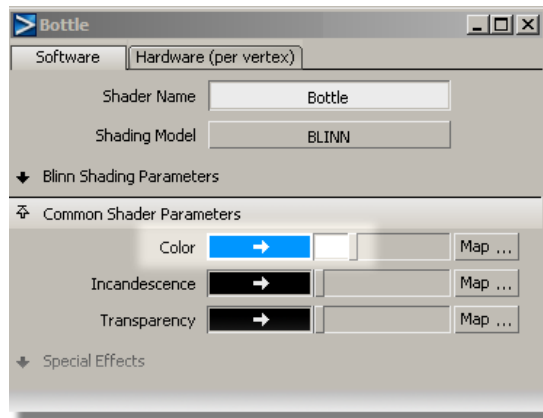 Bottle
Software Hardware (per vertex)
Shader Name Bottle
Shading Model BLINN
Blinn Shading Parameters
Common Shader Parameters
Color Map ...
Incandescence Map ...
Transparency Map ...
Special Effects